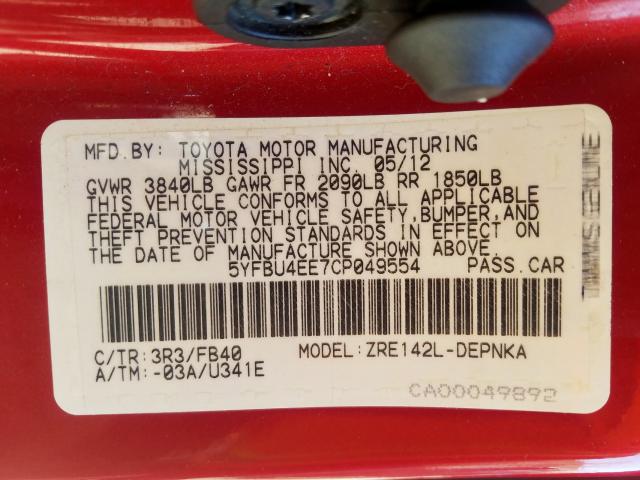 MFD.BY: TOYOTA MOTOR MANUFACTURING
MISSISSIPPI INC. 05/12
GVWR 3840LB GAWR FR 2090LB RR 1850LB
THIS VEHICLE CONFORMS TO ALL APPLICABLE
FEDERAL MOTOR VEHICLE SAFETY,BUMPER,AND
THEFT PREVENTION STANDARDS IN EFFECT ON
THE DATE OF MANUFACTURE SHOWN ABOVE.
5YFBU4EE7CP049554 PASS.CAR
C/TR:3R3/FB40 MODEL:ZRE142L-DEPNKA
A/TM:-03A/U341E
CA00049892